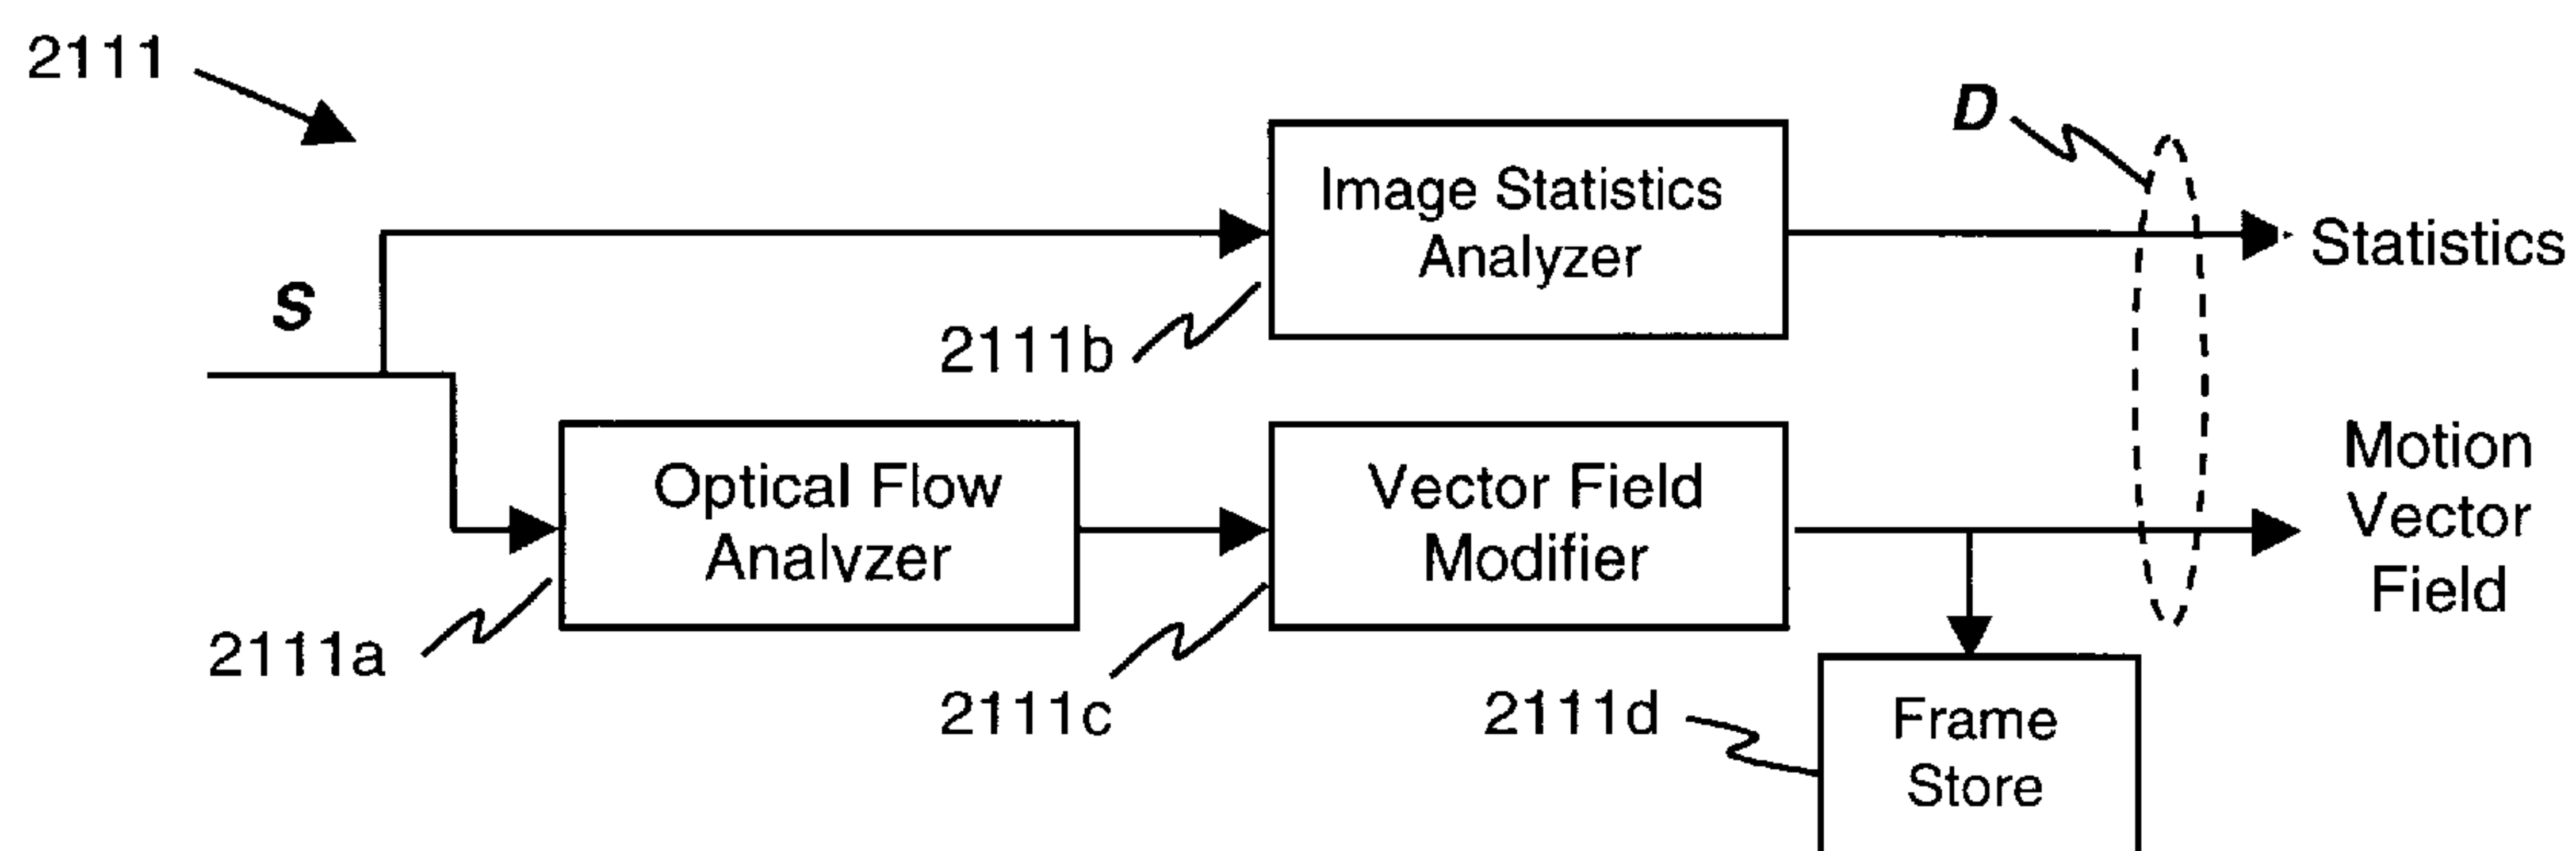 2111
D
Image Statistics
Analyzer
Statistics
S
2111b
Optical Flow
Analvzer
Vector Field
Modifier
Motion
Vector
Field
2111a
2111c
2111d
Frame
Store